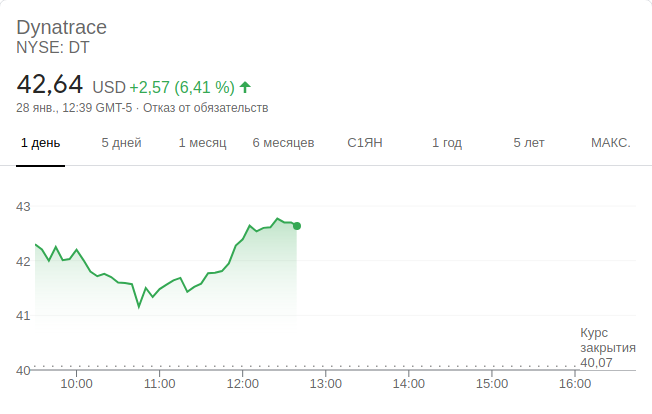 Dynatrace
NYSE: DT
42,64 USD +2,57 (6,41 %)
28 янв., 12:39 GMT-5 · Отказ от обязательств
1 день 5 дней 1 месяц 6 месяцев С1ЯН 1 год 5 лет МАКС.
43
42
41
Курс
закрытия
40,07
40
10:00 11:00 12:00 13:00 14:00 15:00 16:00